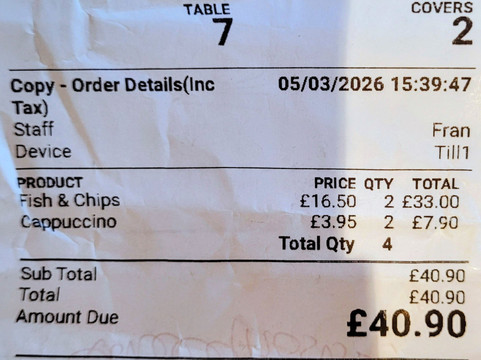 TABLE COVERS
7 2
Copy - Order Details(Inc 05/03/2026 15:39:47
Tax)
Staff Fran
Device Till1
PRODUCT PRICE QTY TOTAL
Fish & Chips £16.50 2 £33.00
Cappuccino £3.95 2 £7.90
Total Qty 4
Sub Total £40.90
Total £40.90
Amount Due £40.90